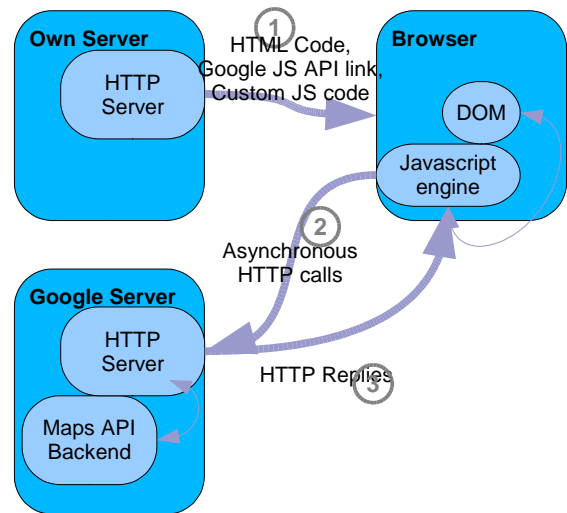 Own Server
HTTP
Server
1
HTML Code,
Google JS API link,
Custom JS code
Browser
DOM
Javascript
engine
2
Asynchronous
HTTP calls
Google Server
HTTP
Server
Maps API
Backend
HTTP Replies
3